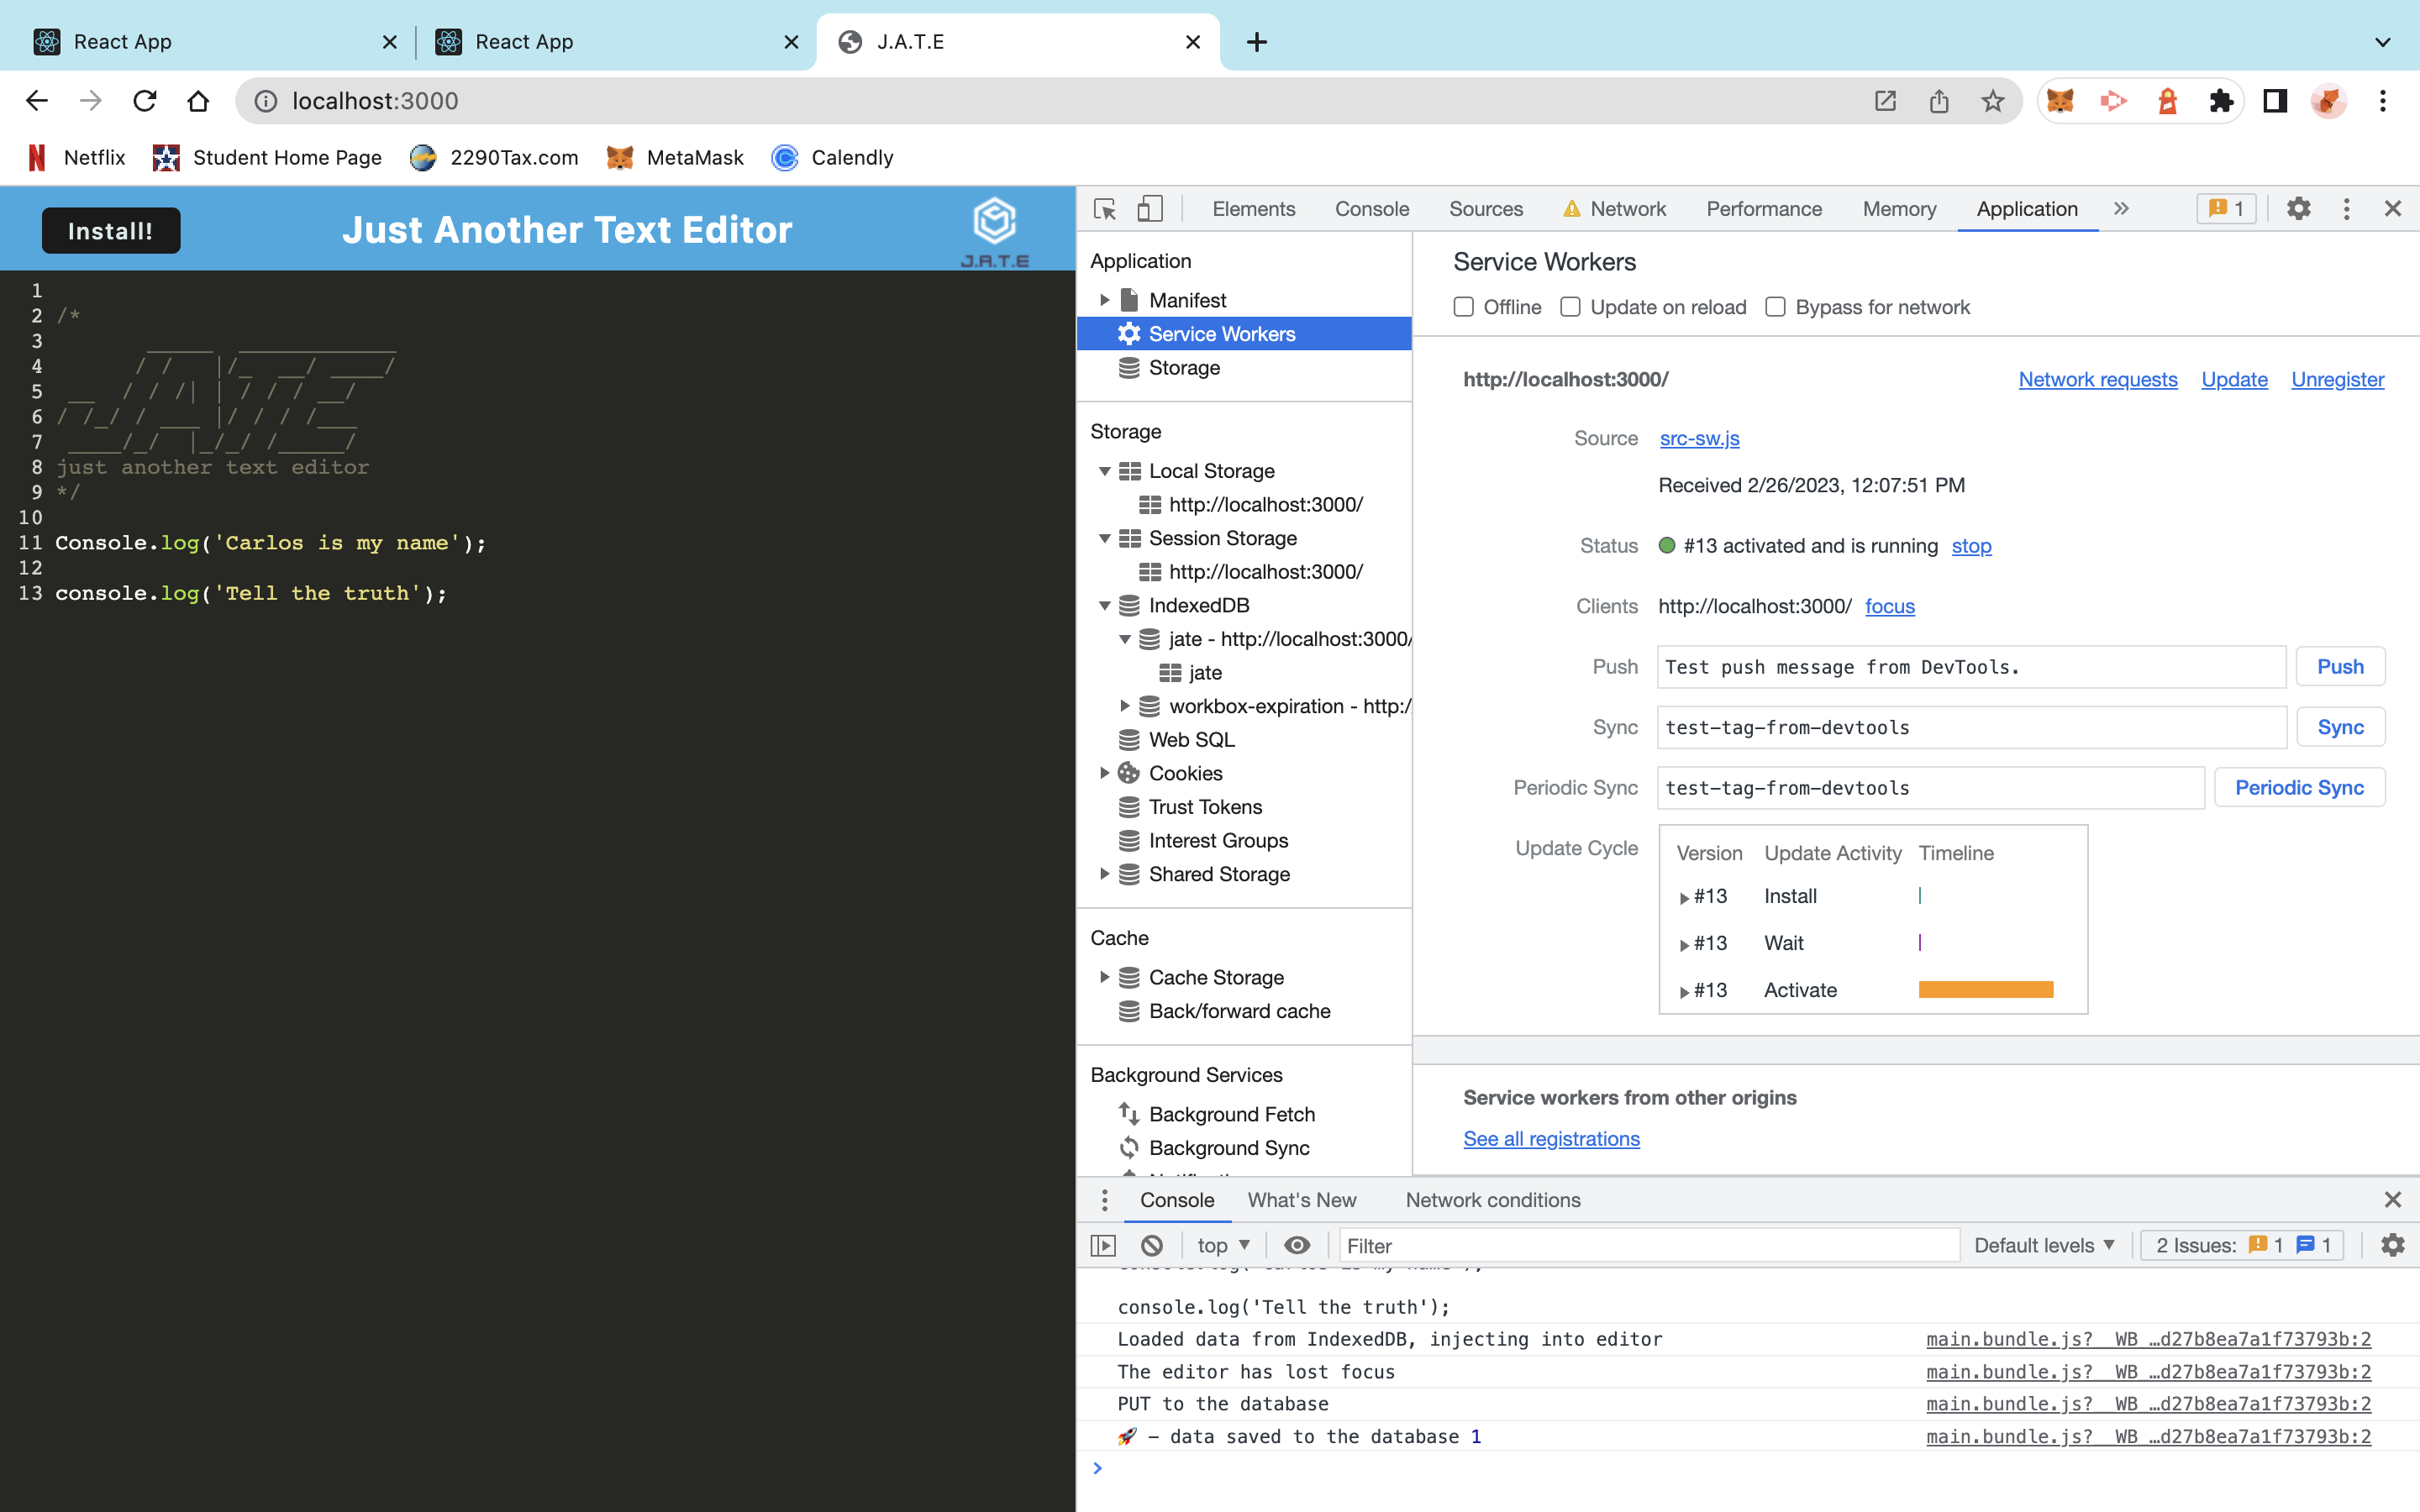 React App
React App
J.A.T.E
localhost:3000
Netflix
Student Home Page
2290Tax.com
MetaMask
Calendly
Install!
Just Another Text Editor
J.A.T.E
1
2 /*
3
4
5
6
7
8 just another text editor
9 */
10
11 Console.log('Carlos is my name');
12
13 console.log('Tell the truth');
Elements
Console
Sources
Network
Performance
Memory
Application
1
Application
Manifest
Service Workers
Storage
Storage
Local Storage
http://localhost:3000/
Session Storage
http://localhost:3000/
IndexedDB
jate - http://localhost:3000/
jate
workbox-expiration - http:/
Web SQL
Cookies
Trust Tokens
Interest Groups
Shared Storage
Cache
Cache Storage
Back/forward cache
Background Services
Background Fetch
Background Sync
Service Workers
Offline
Update on reload
Bypass for network
http://localhost:3000/
Network requests
Update
Unregister
Source src-sw.js
Received 2/26/2023, 12:07:51 PM
Status #13 activated and is running stop
Clients http://localhost:3000/ focus
Push Test push message from DevTools. Push
Sync test-tag-from-devtools Sync
Periodic Sync test-tag-from-devtools Periodic Sync
Update Cycle
Version Update Activity Timeline
#13 Install
#13 Wait
#13 Activate
Service workers from other origins
See all registrations
Console
What's New
Network conditions
top
Filter
Default levels
2 Issues: 1 1
console.log('Tell the truth');
Loaded data from IndexedDB, injecting into editor main.bundle.js?__WB_…d27b8ea7a1f73793b:2
The editor has lost focus main.bundle.js?__WB_…d27b8ea7a1f73793b:2
PUT to the database main.bundle.js?__WB_…d27b8ea7a1f73793b:2
🚀 – data saved to the database 1 main.bundle.js?__WB_…d27b8ea7a1f73793b:2